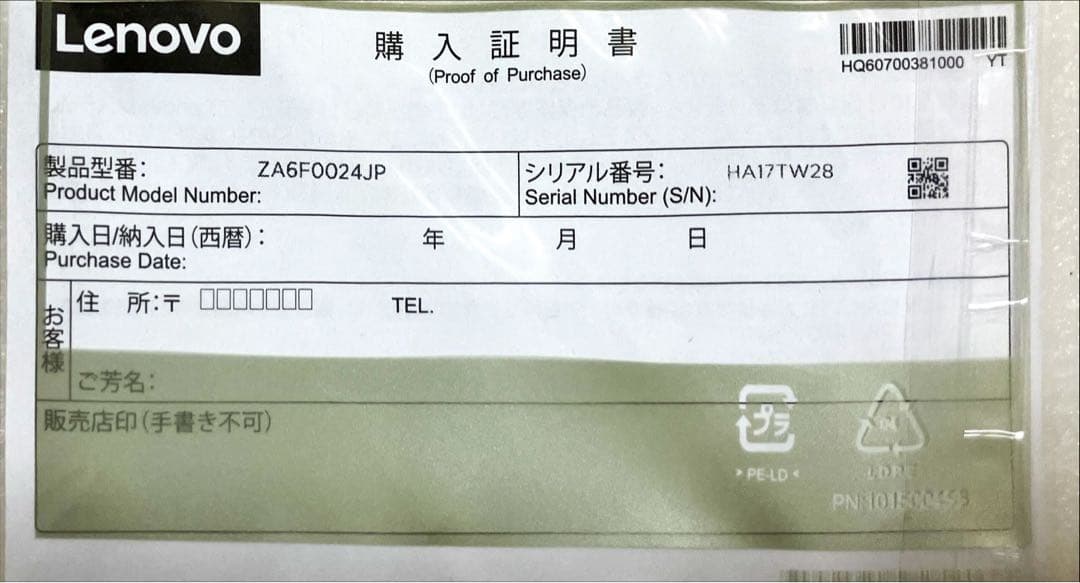 Lenovo
購入証明書
(Proof of Purchase)
HQ60700381000 YT
製品型番: ZA6F0024JP
Product Model Number:
シリアル番号: HA17TW28
Serial Number (S/N):
購入日/納入日(西暦): 年 月 日
Purchase Date:
お客様
住 所:〒 □□□□□□□ TEL.
ご芳名:
販売店印(手書き不可)
プラ
PE-LD